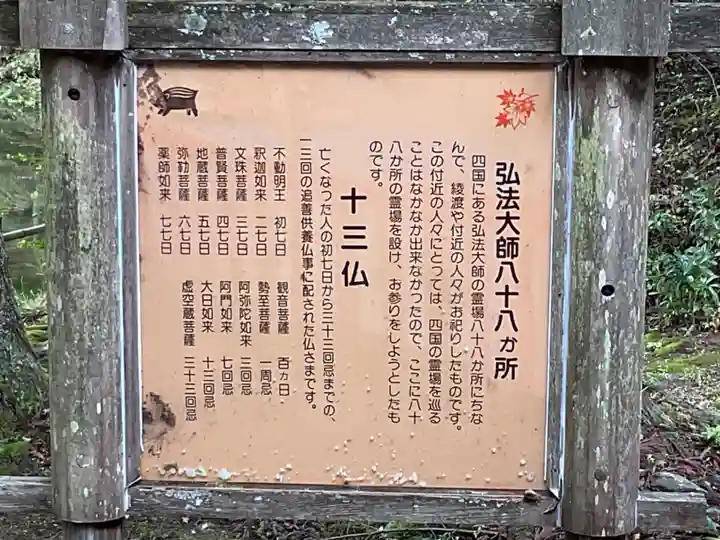 弘法大師八十八か所
四国にある弘法大師の霊場八十八か所にちな
んで、綾渡や付近の人々がお祀りしたものです。
この付近の人々にとっては、四国の霊場を巡る
ことはなかなか出来なかったので、ここに八十
八か所の霊場を設け、お参りをしようとしたも
のです。
十三仏
亡くなった人の初七日から三十三回忌までの、
十三回の追善供養仏事に配された仏さまです。
不動明王 初七日
釈迦如来 二七日
文珠菩薩 三七日
普賢菩薩 四七日
地蔵菩薩 五七日
弥勒菩薩 六七日
薬師如来 七七日
観音菩薩 百ヵ日
勢至菩薩 一周忌
阿弥陀如来 三回忌
阿門如来 七回忌
大日如来 十三回忌
虚空蔵菩薩 三十三回忌